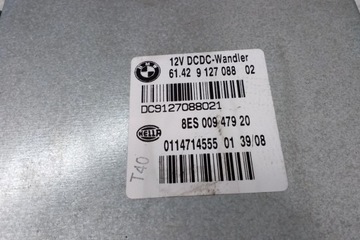 12V DCDC-Wandler
61.42 9 127 088 02
DC9127088021
8ES 009 479 20
HELLA
0114714555 01 39/08
T40